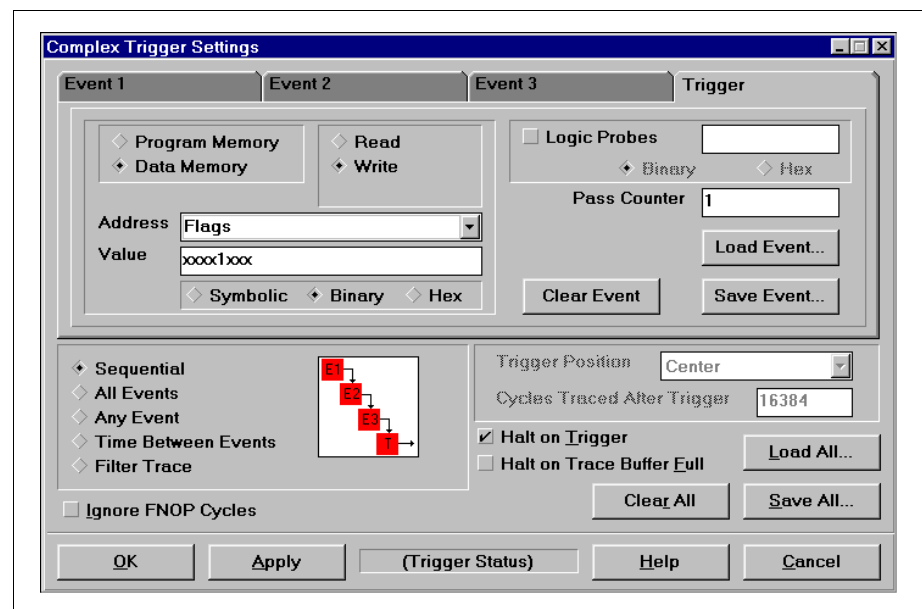 Complex Trigger Settings
Event 1 Event 2 Event 3 Trigger
Program Memory
Data Memory
Read
Write
Logic Probes
Binary Hex
Pass Counter 1
Address Flags
Value xxxx1xxx
Symbolic Binary Hex
Load Event...
Clear Event Save Event...
Sequential
All Events
Any Event
Time Between Events
Filter Trace
E1
E2
E3
T
Ignore FNOP Cycles
Trigger Position Center
Cycles Traced After Trigger 16384
Halt on Trigger
Halt on Trace Buffer Full
Load All...
Clear All Save All...
OK Apply (Trigger Status) Help Cancel